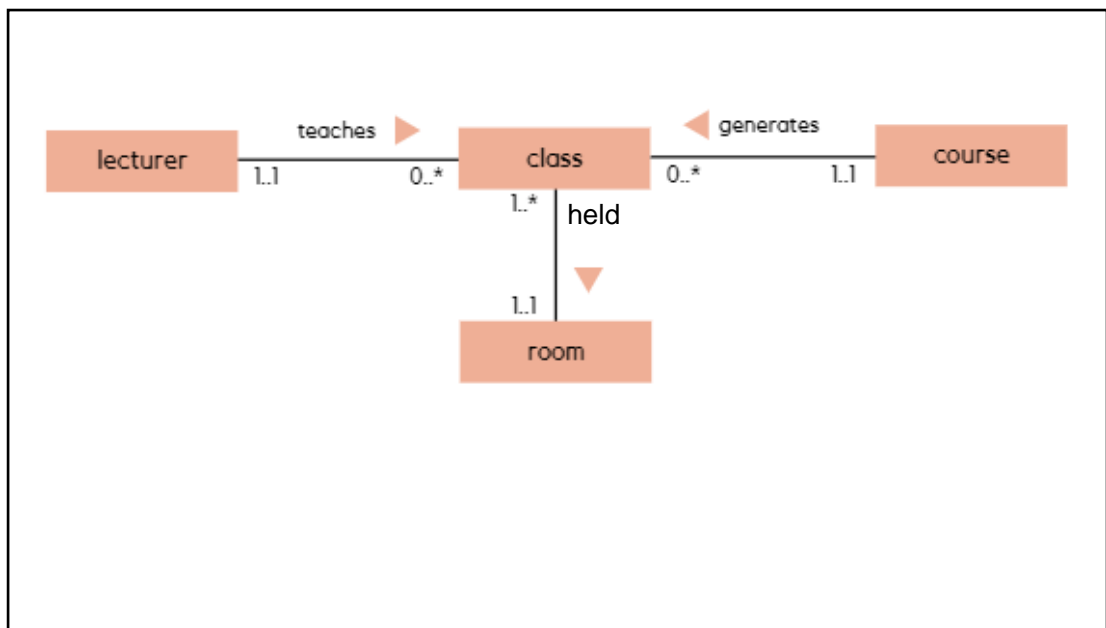 teaches
generates
lecturer
class
course
1..1
0..*
0..*
1..1
1..*
held
1..1
room